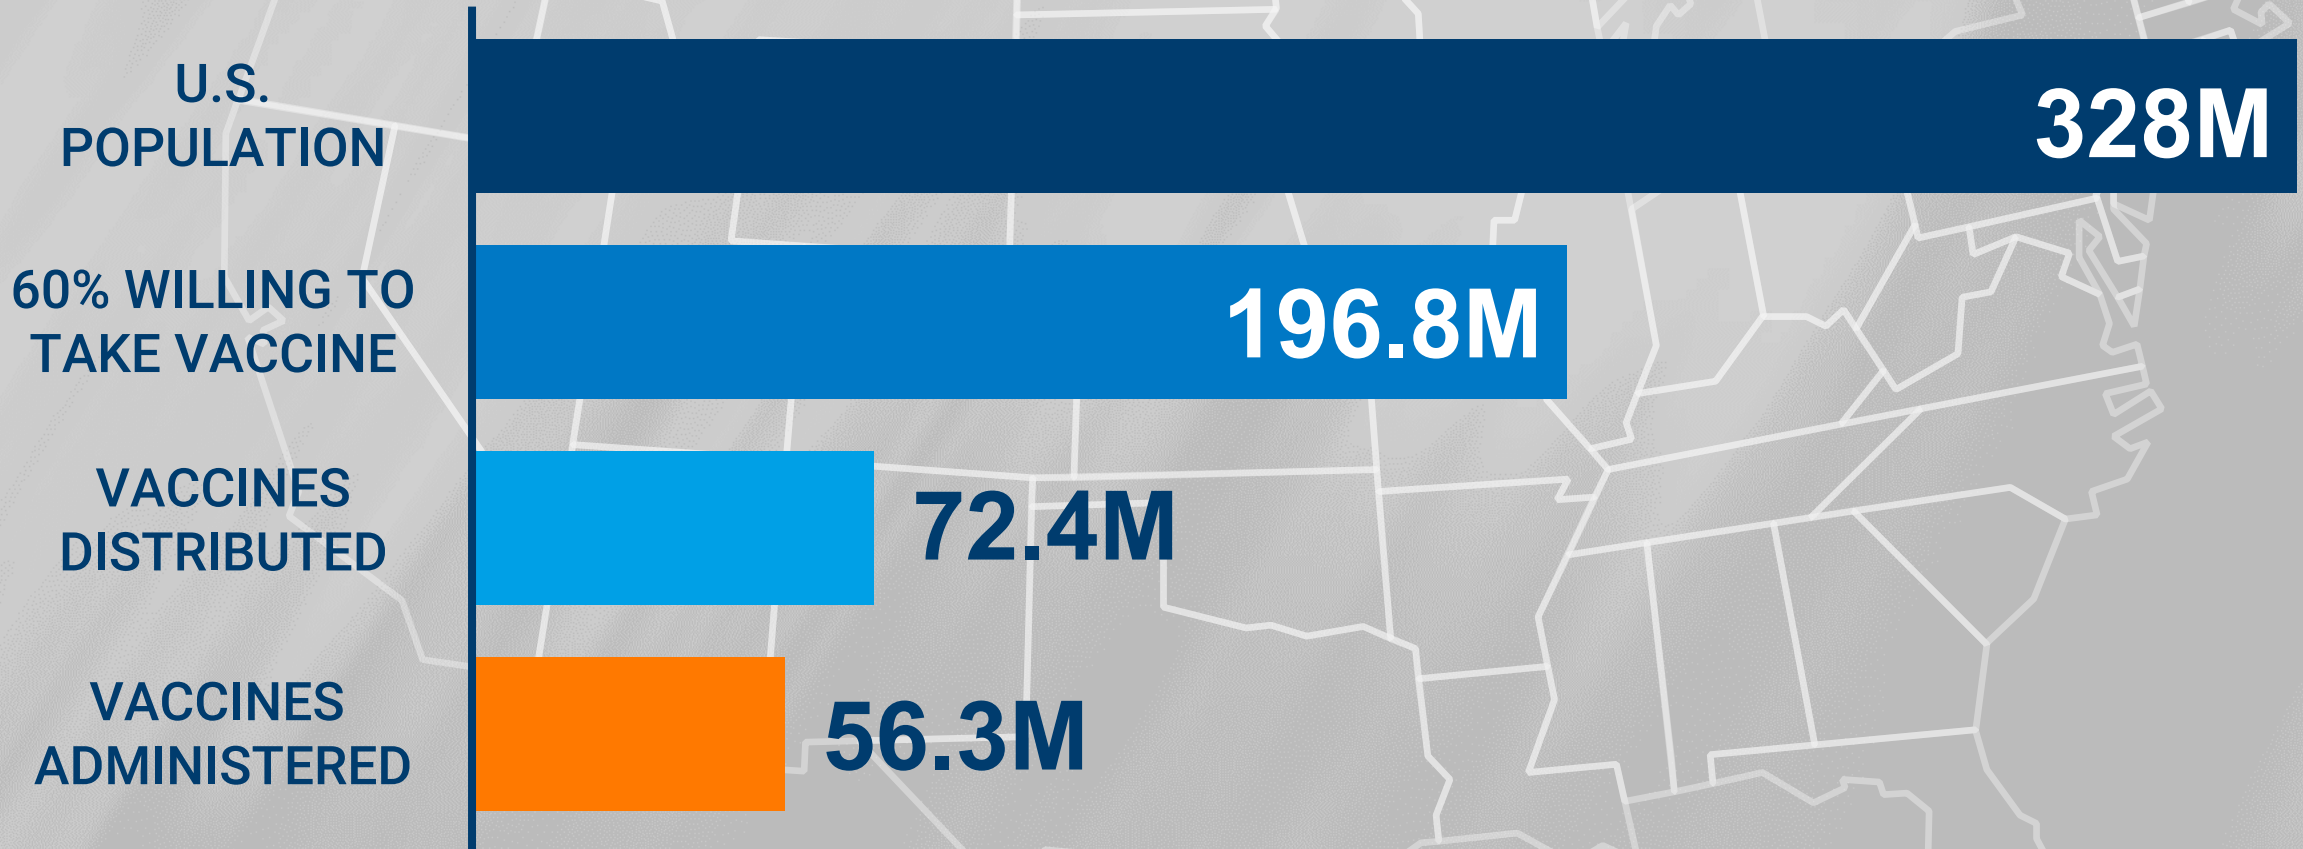 U.S.
POPULATION
328M
60% WILLING TO
TAKE VACCINE
196.8M
VACCINES
DISTRIBUTED
72.4M
VACCINES
ADMINISTERED
56.3M